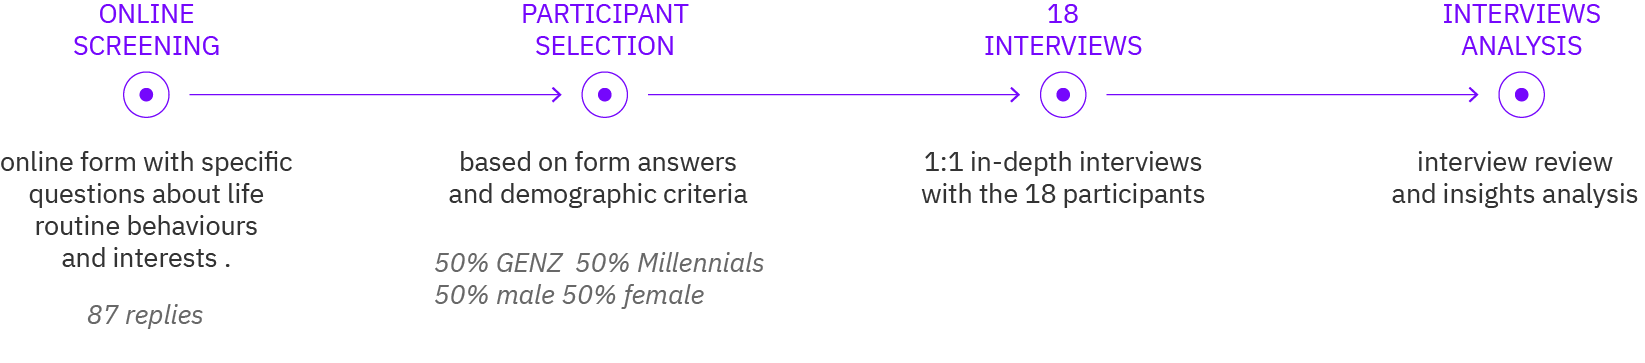 ONLINE
SCREENING
online form with specific
questions about life
routine behaviours
and interests .
87 replies
PARTICIPANT
SELECTION
based on form answers
and demographic criteria
50% GENZ 50% Millennials
50% male 50% female
18
INTERVIEWS
1:1 in-depth interviews
with the 18 participants
INTERVIEWS
ANALYSIS
interview review
and insights analysis